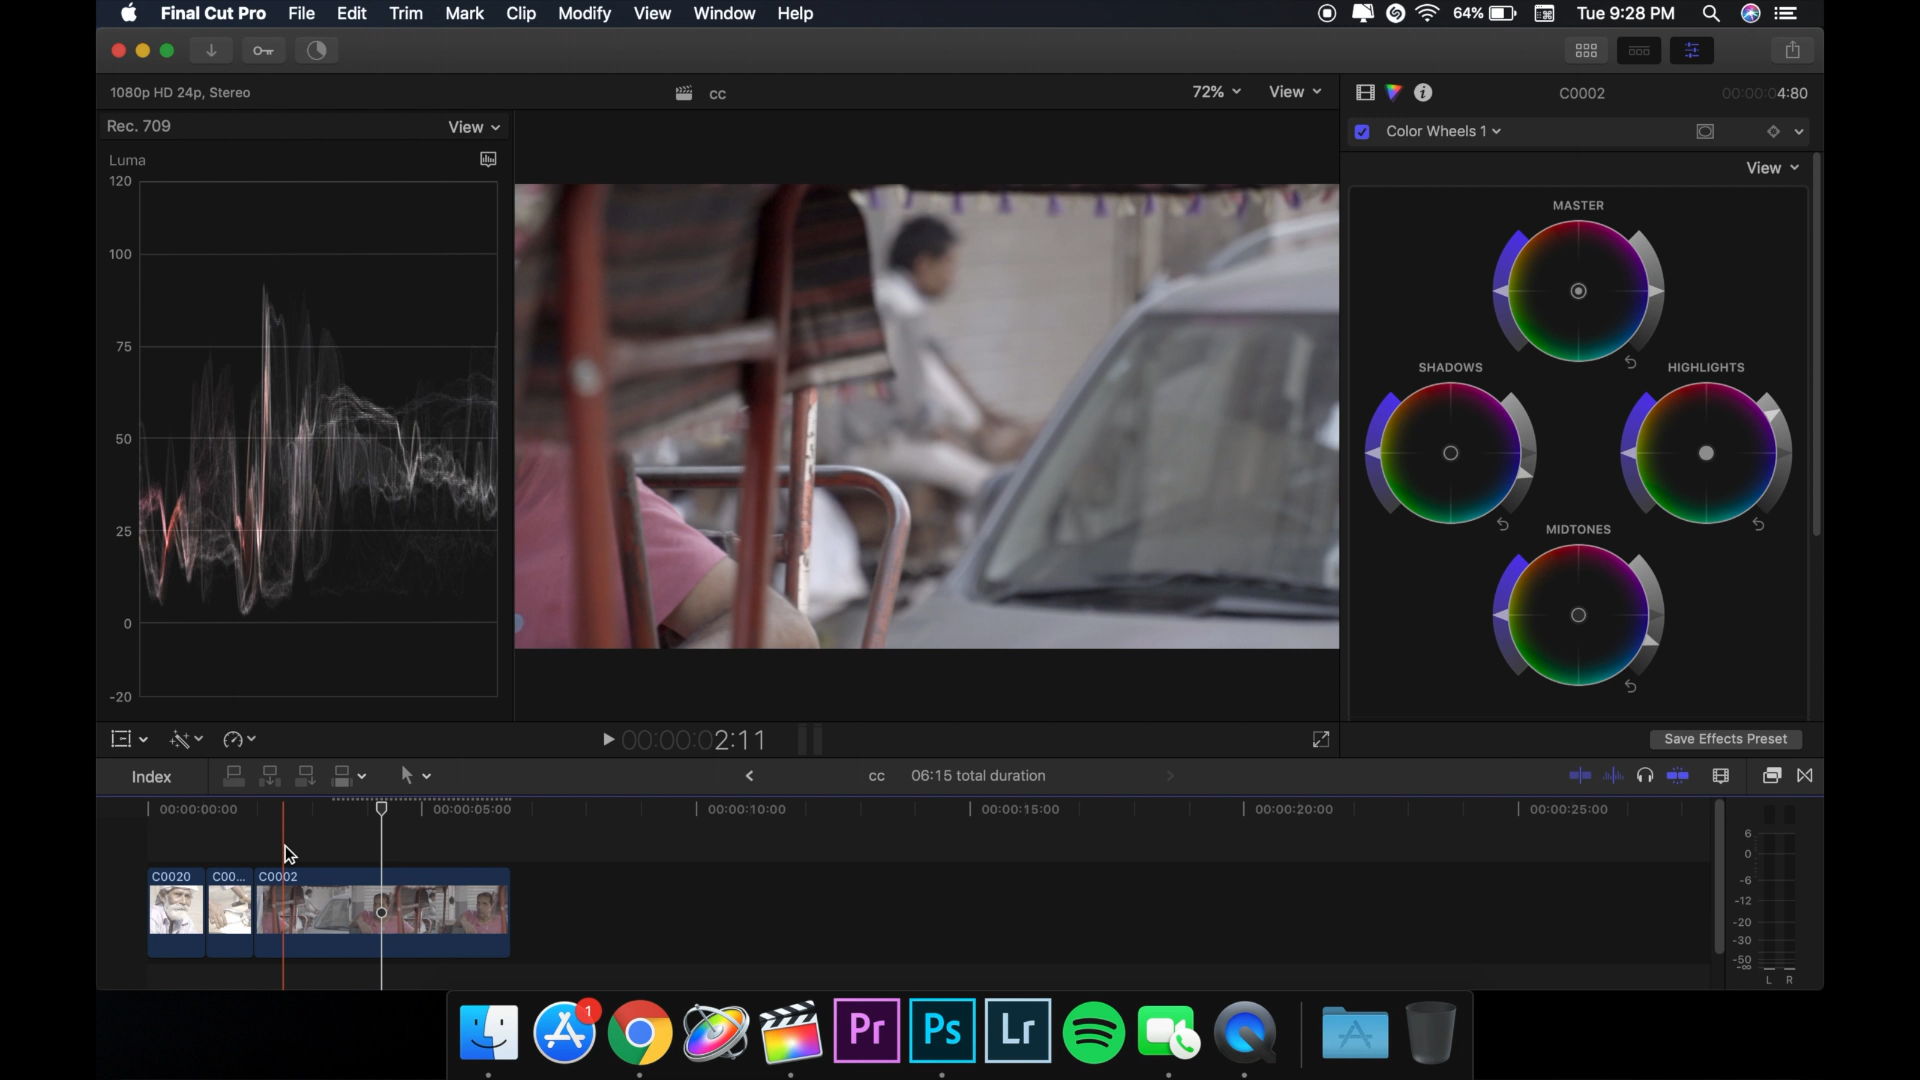 Final Cut Pro File Edit Trim Mark Clip Modify View Window Help 64% Tue 9:28 PM
1080p HD 24p, Stereo cc 72% View C0002 00:00:04:80
Rec. 709 View Color Wheels 1
View
Luma
120
100
75
50
25
0
-20
MASTER
SHADOWS HIGHLIGHTS
MIDTONES
00:00:02:11 Save Effects Preset
Index cc 06:15 total duration
00:00:00:00 00:00:05:00 00:00:10:00 00:00:15:00 00:00:20:00 00:00:25:00
C0020 C00... C0002
6
0
-6
-12
-20
-30
-50
-∞
L R
1
Pr Ps Lr